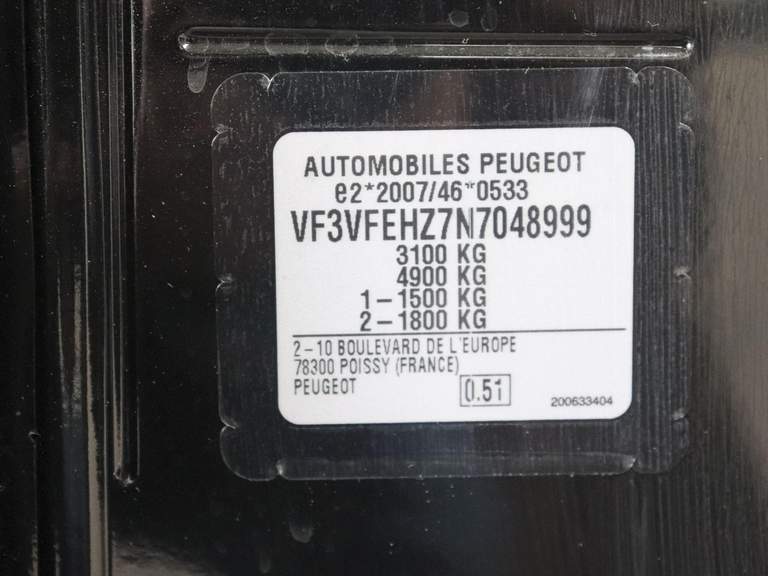 AUTOMOBILES PEUGEOT
e2*2007/46*0533
VF3VFEHZ7N7048999
3100 KG
4900 KG
1-1500 KG
2-1800 KG
2-10 BOULEVARD DE L'EUROPE
78300 POISSY (FRANCE)
PEUGEOT 0.51 200633404